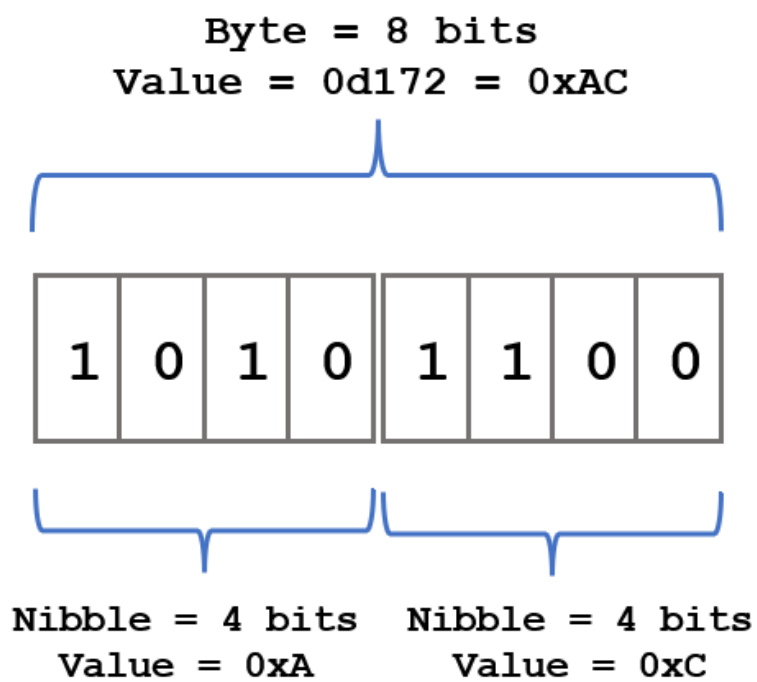 Byte = 8 bits
Value = 0d172 = 0xAC
1 0 1 0 1 1 0 0
Nibble = 4 bits Nibble = 4 bits
Value = 0xA Value = 0xC